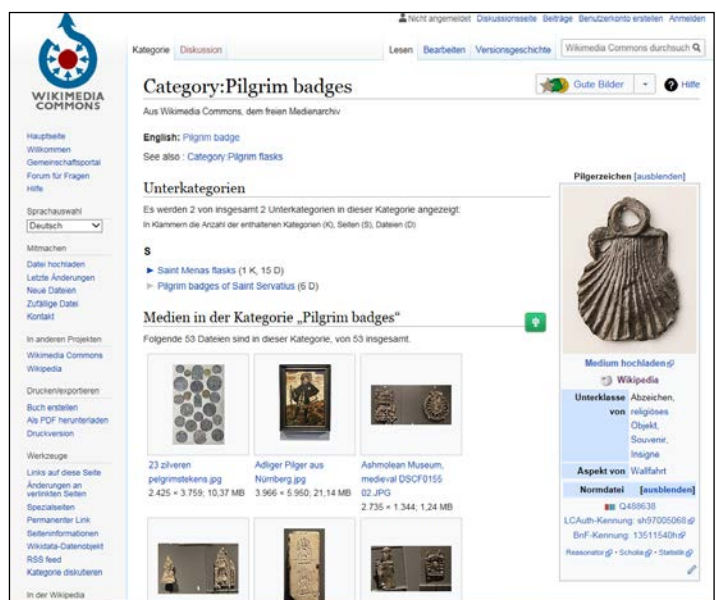 Nicht angemeldet Diskussionsseite Beiträge Benutzerkonto erstellen Anmelden
Kategorie Diskussion
Lesen Bearbeiten Versionsgeschichte
Wikimedia Commons durchsuch
WIKIMEDIA
COMMONS
Hauptseite
Willkommen
Gemeinschaftsportal
Forum für Fragen
Hilfe
Sprachauswahl
Deutsch
Mitmachen
Datei hochladen
Letzte Änderungen
Neue Dateien
Zufällige Datei
Kontakt
In anderen Projekten
Wikimedia Commons
Wikipedia
Drucken/exportieren
Buch erstellen
Als PDF herunterladen
Druckversion
Werkzeuge
Links auf diese Seite
Änderungen an
verlinkten Seiten
Spezialseiten
Permanenter Link
Seiteninformationen
Wikidata-Datenobjekt
RSS feed
Kategorie diskutieren
In der Wikipedia
Category:Pilgrim badges
Gute Bilder
Hilfe
Aus Wikimedia Commons, dem freien Medienarchiv
English: Pilgrim badge
See also : Category:Pilgrim flasks
Unterkategorien
Es werden 2 von insgesamt 2 Unterkategorien in dieser Kategorie angezeigt:
In Klammern die Anzahl der enthaltenen Kategorien (K), Seiten (S), Dateien (D)
S
► Saint Menas flasks (1 K, 15 D)
► Pilgrim badges of Saint Servatius (6 D)
Medien in der Kategorie „Pilgrim badges“
Folgende 53 Dateien sind in dieser Kategorie, von 53 insgesamt.
23 zilveren
pelgrimstekens.jpg
2.425 × 3.759; 10,37 MB
Adliger Pilger aus
Nürnberg.jpg
3.966 × 5.950; 21,14 MB
Ashmolean Museum,
medieval DSCF0155
02.JPG
2.735 × 1.344; 1,24 MB
Pilgerzeichen [ausblenden]
Medium hochladen
Wikipedia
Unterklasse von
Abzeichen,
religiöses
Objekt,
Souvenir,
Insigne
Aspekt von Wallfahrt
Normdatei [ausblenden]
Q488638
LCAuth-Kennung: sh97005068
BnF-Kennung: 13511540h
Reasonator • Scholia • Statistik